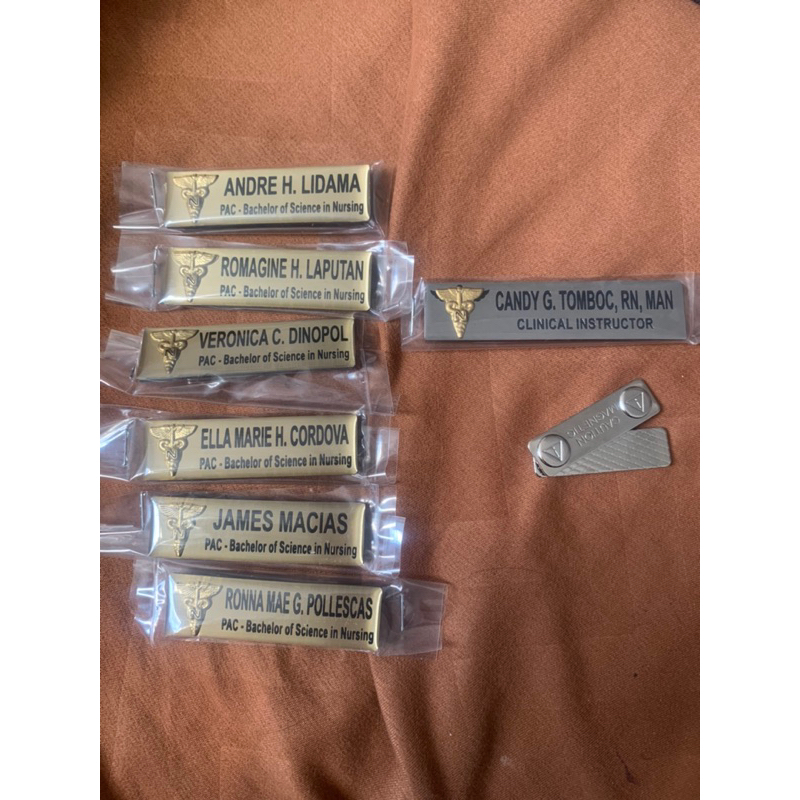 ANDRE H. LIDAMA
PAC - Bachelor of Science in Nursing
ROMAGINE H. LAPUTAN
PAC - Bachelor of Science in Nursing
VERONICA C. DINOPOL
PAC - Bachelor of Science in Nursing
ELLA MARIE H. CORDOVA
PAC - Bachelor of Science in Nursing
JAMES MACIAS
PAC - Bachelor of Science in Nursing
RONNA MAE G. POLLESCAS
PAC - Bachelor of Science in Nursing
CANDY G. TOMBOC, RN, MAN
CLINICAL INSTRUCTOR
CAUTION
MAGNETIC